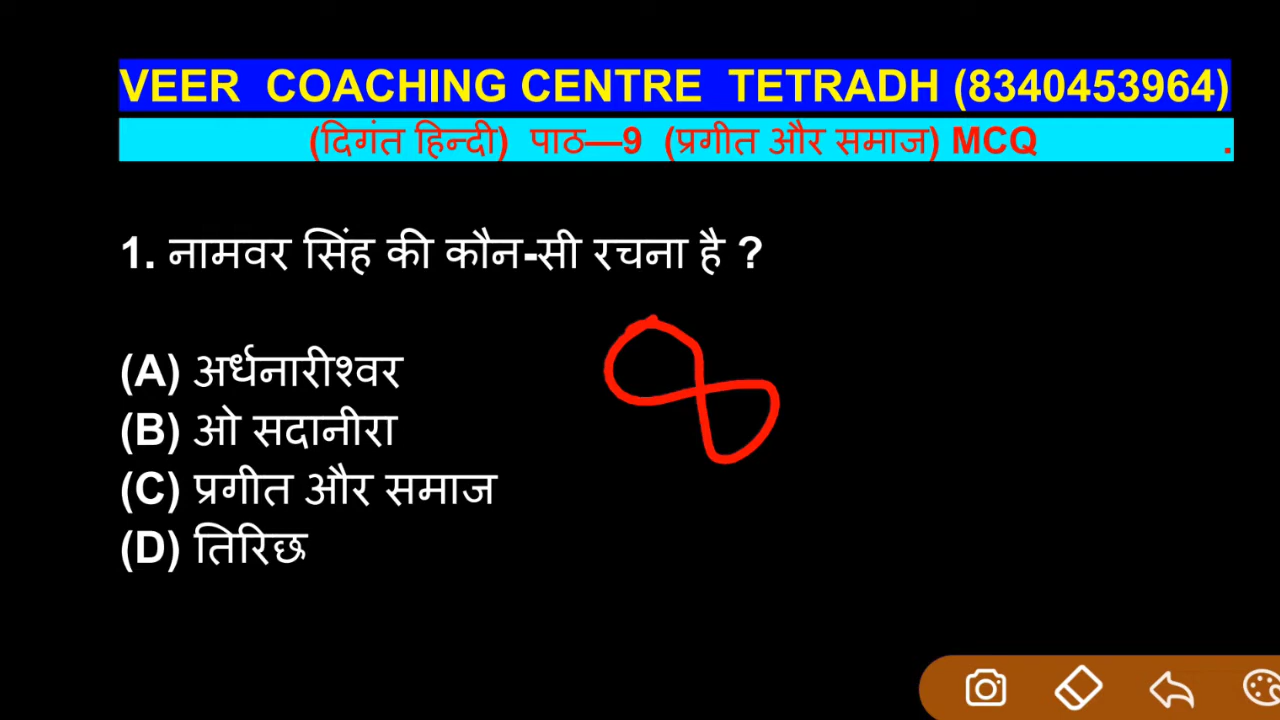 VEER COACHING CENTRE TETRADH (8340453964)
(दिगंत हिन्दी) पाठ—9 (प्रगीत और समाज) MCQ .
1. नामवर सिंह की कौन-सी रचना है ?
(A) अर्धनारीश्वर
(B) ओ सदानीरा
(C) प्रगीत और समाज
(D) तिरिछ